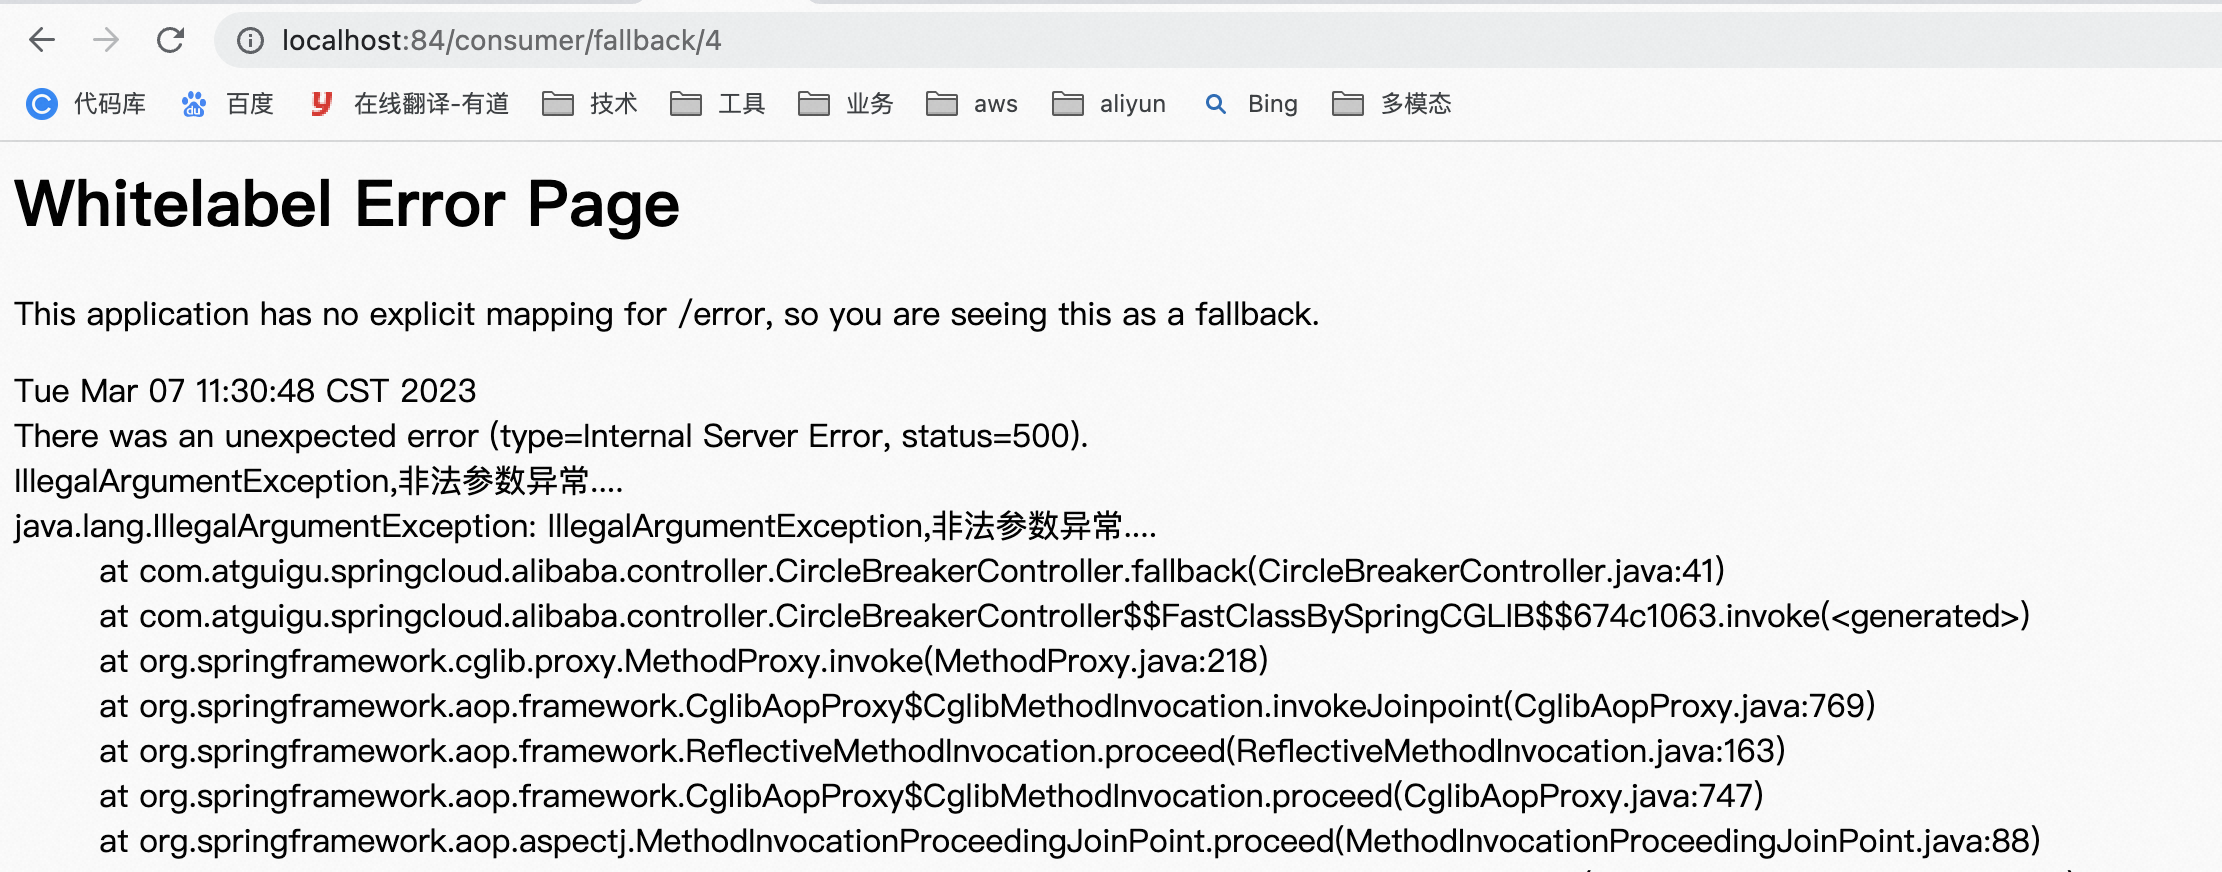 localhost:84/consumer/fallback/4
代码库 百度 在线翻译-有道 技术 工具 业务 aws aliyun Bing 多模态
Whitelabel Error Page
This application has no explicit mapping for /error, so you are seeing this as a fallback.
Tue Mar 07 11:30:48 CST 2023
There was an unexpected error (type=Internal Server Error, status=500).
IllegalArgumentException,非法参数异常....
java.lang.IllegalArgumentException: IllegalArgumentException,非法参数异常....
at com.atguigu.springcloud.alibaba.controller.CircleBreakerController.fallback(CircleBreakerController.java:41)
at com.atguigu.springcloud.alibaba.controller.CircleBreakerController$$FastClassBySpringCGLIB$$674c1063.invoke(<generated>)
at org.springframework.cglib.proxy.MethodProxy.invoke(MethodProxy.java:218)
at org.springframework.aop.framework.CglibAopProxy$CglibMethodInvocation.invokeJoinpoint(CglibAopProxy.java:769)
at org.springframework.aop.framework.ReflectiveMethodInvocation.proceed(ReflectiveMethodInvocation.java:163)
at org.springframework.aop.framework.CglibAopProxy$CglibMethodInvocation.proceed(CglibAopProxy.java:747)
at org.springframework.aop.aspectj.MethodInvocationProceedingJoinPoint.proceed(MethodInvocationProceedingJoinPoint.java:88)